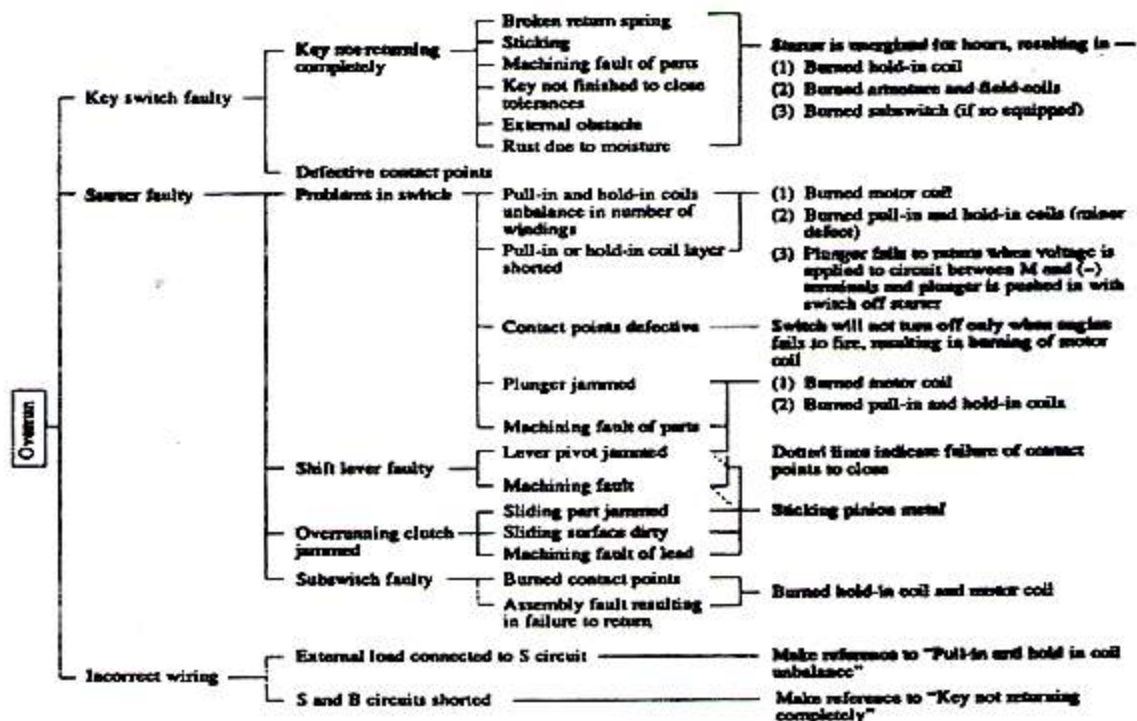 Overrun
Key switch faulty
Key not returning
completely
Broken return spring
Sticking
Machining fault of parts
Key not finished to close
tolerances
External obstacle
Rust due to moisture
Starter is energized for hours, resulting in —
(1) Burned hold-in coil
(2) Burned armature and field coils
(3) Burned subswitch (if so equipped)
Defective contact points
Starter faulty
Problems in switch
Pull-in and hold-in coils
unbalance in number of
windings
Pull-in or hold-in coil layer
shorted
(1) Burned motor coil
(2) Burned pull-in and hold-in coils (minor
defect)
(3) Plunger fails to return when voltage is
applied to circuit between M and (–)
terminals and plunger is pushed in with
switch off starter
Contact points defective
Switch will not turn off only when engine
fails to fire, resulting in burning of motor
coil
Plunger jammed
Machining fault of parts
(1) Burned motor coil
(2) Burned pull-in and hold-in coils
Shift lever faulty
Lever pivot jammed
Machining fault
Dotted lines indicate failure of contact
points to close
Overrunning clutch
jammed
Sliding part jammed
Sliding surface dirty
Machining fault of lead
Sticking pinion metal
Subswitch faulty
Burned contact points
Assembly fault resulting
in failure to return
Burned hold-in coil and motor coil
Incorrect wiring
External load connected to S circuit
Make reference to "Pull-in and hold in coil
unbalance"
S and B circuits shorted
Make reference to "Key not returning
completely"